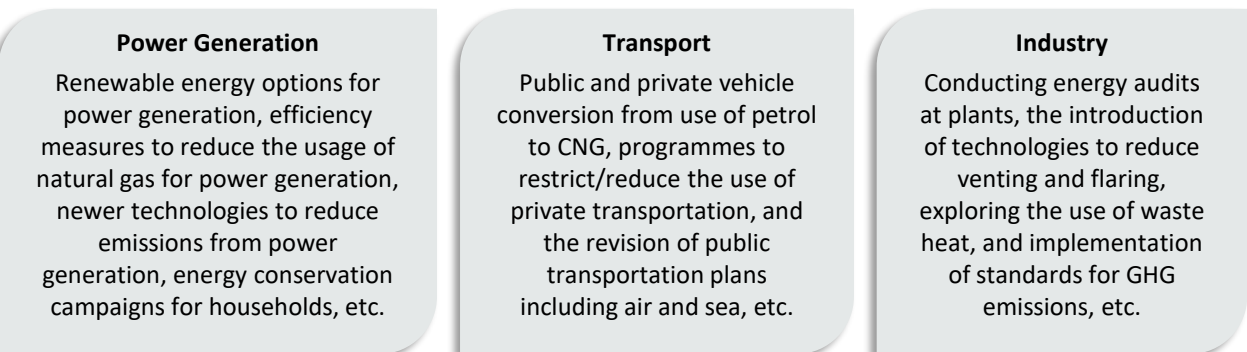 Power Generation
Renewable energy options for
power generation, efficiency
measures to reduce the usage of
natural gas for power generation,
newer technologies to reduce
emissions from power
generation, energy conservation
campaigns for households, etc.
Transport
Public and private vehicle
conversion from use of petrol
to CNG, programmes to
restrict/reduce the use of
private transportation, and
the revision of public
transportation plans
including air and sea, etc.
Industry
Conducting energy audits
at plants, the introduction
of technologies to reduce
venting and flaring,
exploring the use of waste
heat, and implementation
of standards for GHG
emissions, etc.